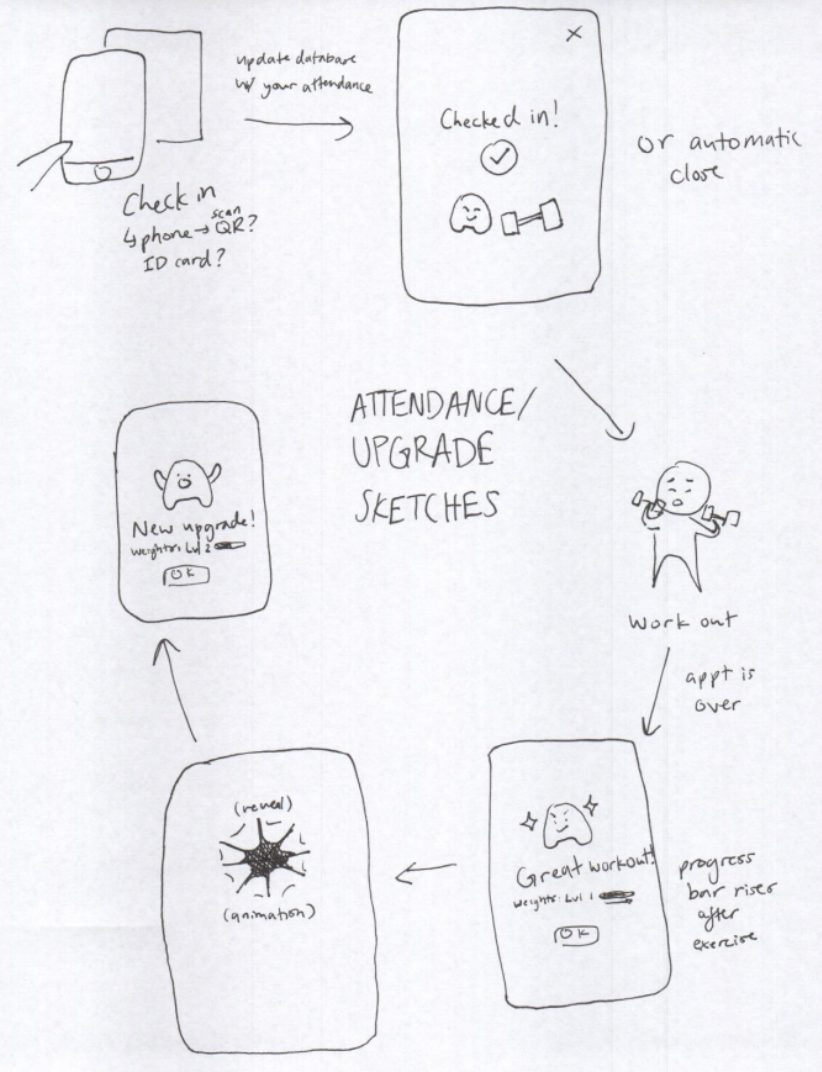 update database
w/ your attendance
Check in
↳ phone → scan QR?
ID card?
×
Checked in!
or automatic
close
ATTENDANCE/
UPGRADE
SKETCHES
Work out
appt is
over
Great workout!
Weights: Lvl 1
OK
progress
bar rises
after
exercise
(reveal)
(animation)
New upgrade!
Weights: Lvl 2
OK